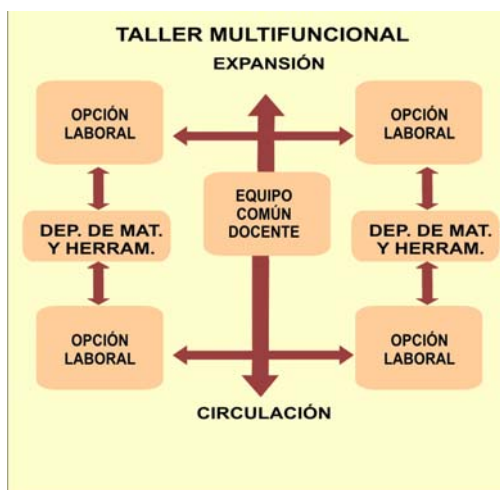 TALLER MULTIFUNCIONAL
EXPANSIÓN
OPCIÓN
LABORAL
OPCIÓN
LABORAL
EQUIPO
COMÚN
DOCENTE
DEP. DE MAT.
Y HERRAM.
DEP. DE MAT.
Y HERRAM.
OPCIÓN
LABORAL
OPCIÓN
LABORAL
CIRCULACIÓN